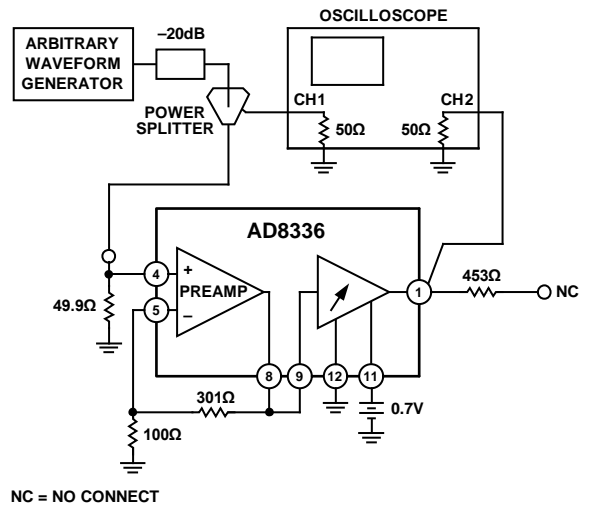 OSCILLOSCOPE
ARBITRARY
WAVEFORM
GENERATOR
–20dB
POWER
SPLITTER
CH1
CH2
50Ω
50Ω
AD8336
49.9Ω
4
5
+
PREAMP
–
1
453Ω
NC
8
9
12
11
301Ω
100Ω
0.7V
NC = NO CONNECT